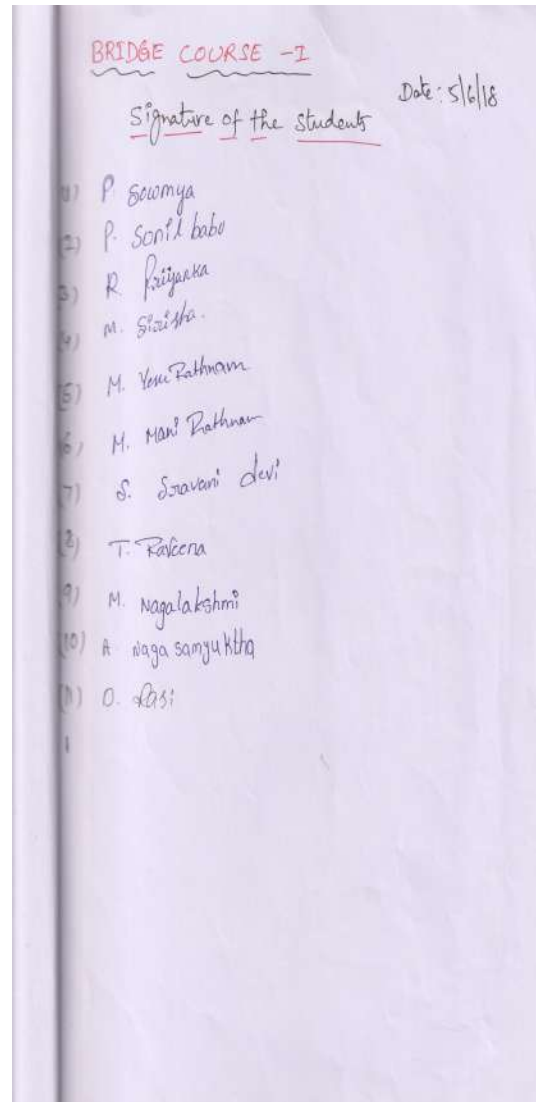 BRIDGE COURSE -I
Date: 5/6/18
Signature of the students
(1) P. Sowmya
(2) P. Sonil babu
(3) R. Priyanka
(4) M. Sirisha.
(5) M. Yesu Rathnam
(6) M. Mani Rathnam
(7) S. Sravani devi
(8) T. Raveena
(9) M. Nagalakshmi
(10) A Naga samyuktha
(11) O. Rasi